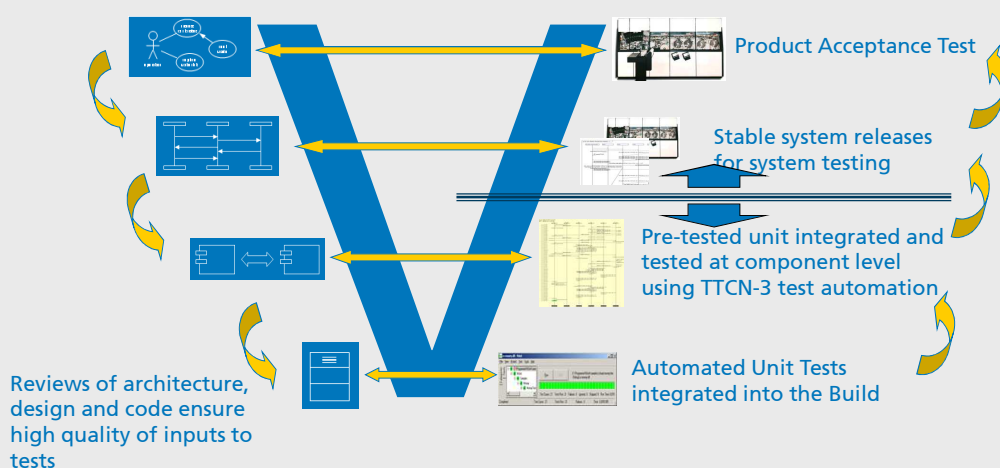 Product Acceptance Test
Stable system releases
for system testing
Pre-tested unit integrated and
tested at component level
using TTCN-3 test automation
Automated Unit Tests
integrated into the Build
Reviews of architecture,
design and code ensure
high quality of inputs to
tests